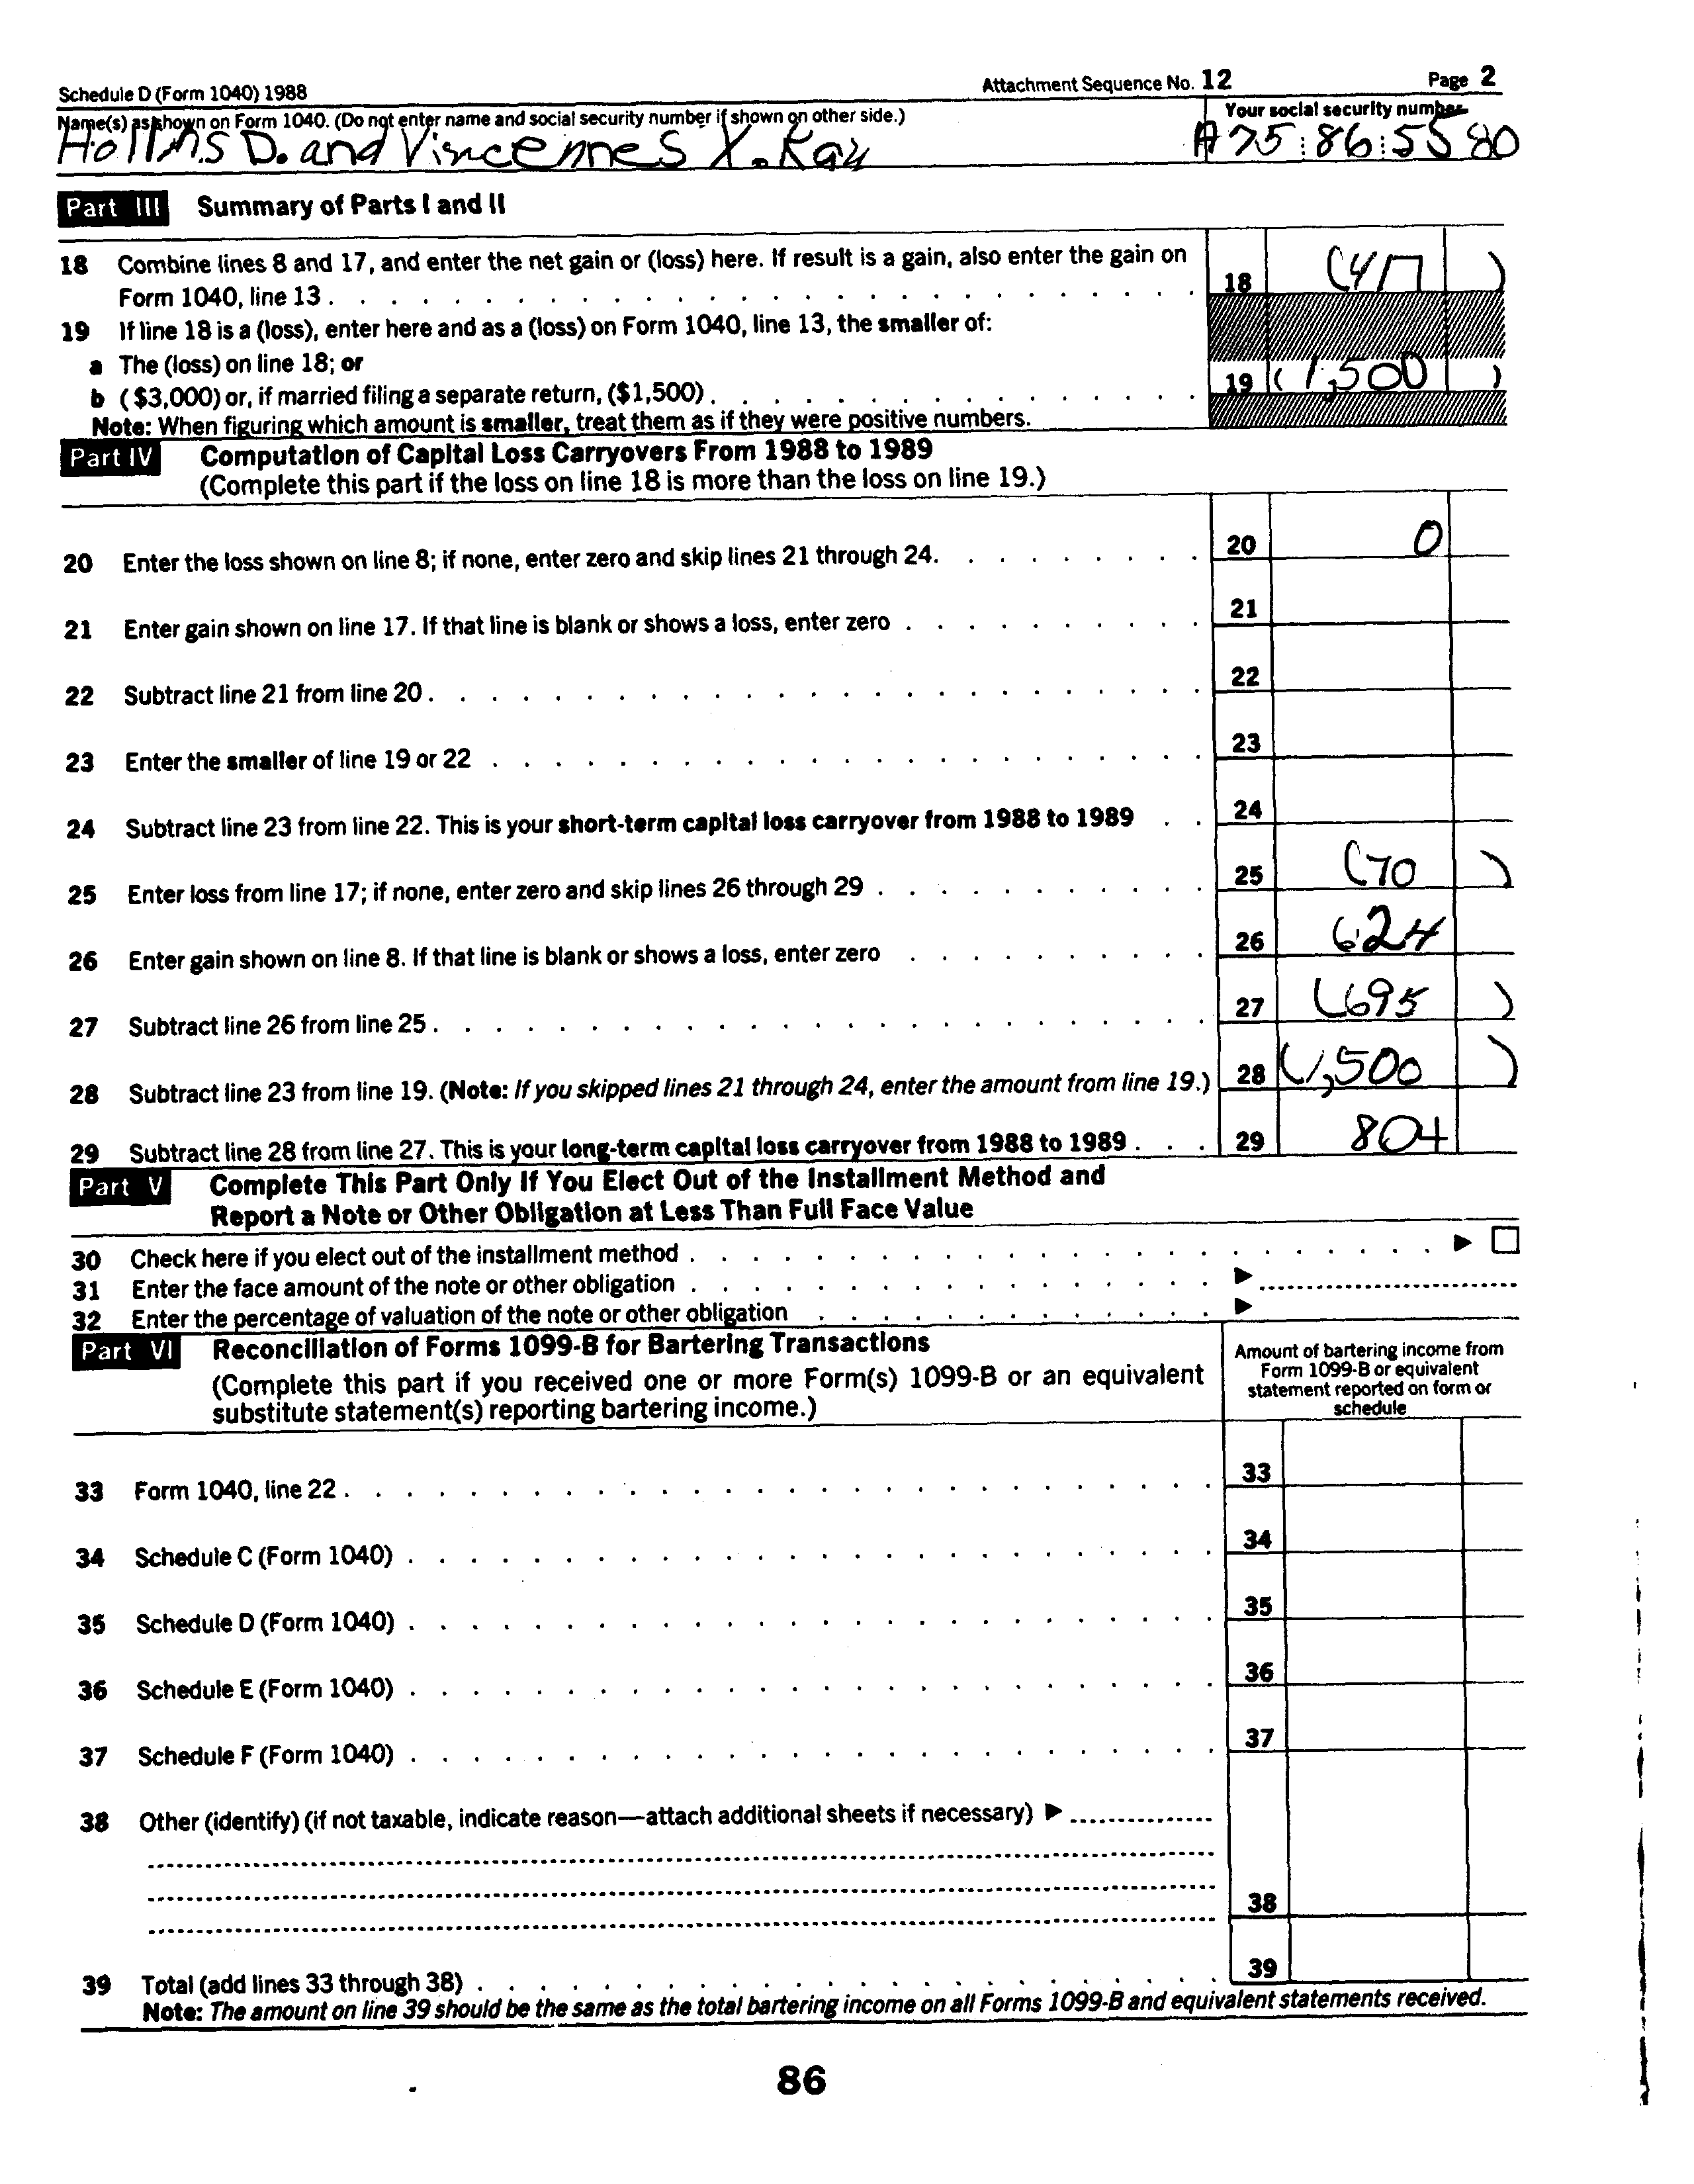 Schedule D (Form 1040) 1988 Attachment Sequence No. 12 Page 2
Name(s) as shown on Form 1040. (Do not enter name and social security number if shown on other side.) Your social security number
Hollins D. and Vincennes X. Ray A75 86 5580
Part III Summary of Parts I and II
18 Combine lines 8 and 17, and enter the net gain or (loss) here. If result is a gain, also enter the gain on
Form 1040, line 13 . 18 (417 )
19 If line 18 is a (loss), enter here and as a (loss) on Form 1040, line 13, the smaller of:
a The (loss) on line 18; or
b ($3,000) or, if married filing a separate return, ($1,500) . 19 (1,500 )
Note: When figuring which amount is smaller, treat them as if they were positive numbers.
Part IV Computation of Capital Loss Carryovers From 1988 to 1989
(Complete this part if the loss on line 18 is more than the loss on line 19.)
20 Enter the loss shown on line 8; if none, enter zero and skip lines 21 through 24. 20 0
21 Enter gain shown on line 17. If that line is blank or shows a loss, enter zero . 21
22 Subtract line 21 from line 20 . 22
23 Enter the smaller of line 19 or 22 . 23
24 Subtract line 23 from line 22. This is your short-term capital loss carryover from 1988 to 1989 . 24
25 Enter loss from line 17; if none, enter zero and skip lines 26 through 29 . 25 (70 )
26 Enter gain shown on line 8. If that line is blank or shows a loss, enter zero . 26 624
27 Subtract line 26 from line 25 . 27 (695 )
28 Subtract line 23 from line 19. (Note: If you skipped lines 21 through 24, enter the amount from line 19.) 28 (1,500 )
29 Subtract line 28 from line 27. This is your long-term capital loss carryover from 1988 to 1989 . 29 804
Part V Complete This Part Only If You Elect Out of the Installment Method and
Report a Note or Other Obligation at Less Than Full Face Value
30 Check here if you elect out of the installment method . ▶ □
31 Enter the face amount of the note or other obligation . ▶
32 Enter the percentage of valuation of the note or other obligation . ▶
Part VI Reconciliation of Forms 1099-B for Bartering Transactions
(Complete this part if you received one or more Form(s) 1099-B or an equivalent
substitute statement(s) reporting bartering income.)
Amount of bartering income from
Form 1099-B or equivalent
statement reported on form or
schedule
33 Form 1040, line 22 . 33
34 Schedule C (Form 1040) . 34
35 Schedule D (Form 1040) . 35
36 Schedule E (Form 1040) . 36
37 Schedule F (Form 1040) . 37
38 Other (identify) (if not taxable, indicate reason—attach additional sheets if necessary) ▶
38
39 Total (add lines 33 through 38) . 39
Note: The amount on line 39 should be the same as the total bartering income on all Forms 1099-B and equivalent statements received.
86